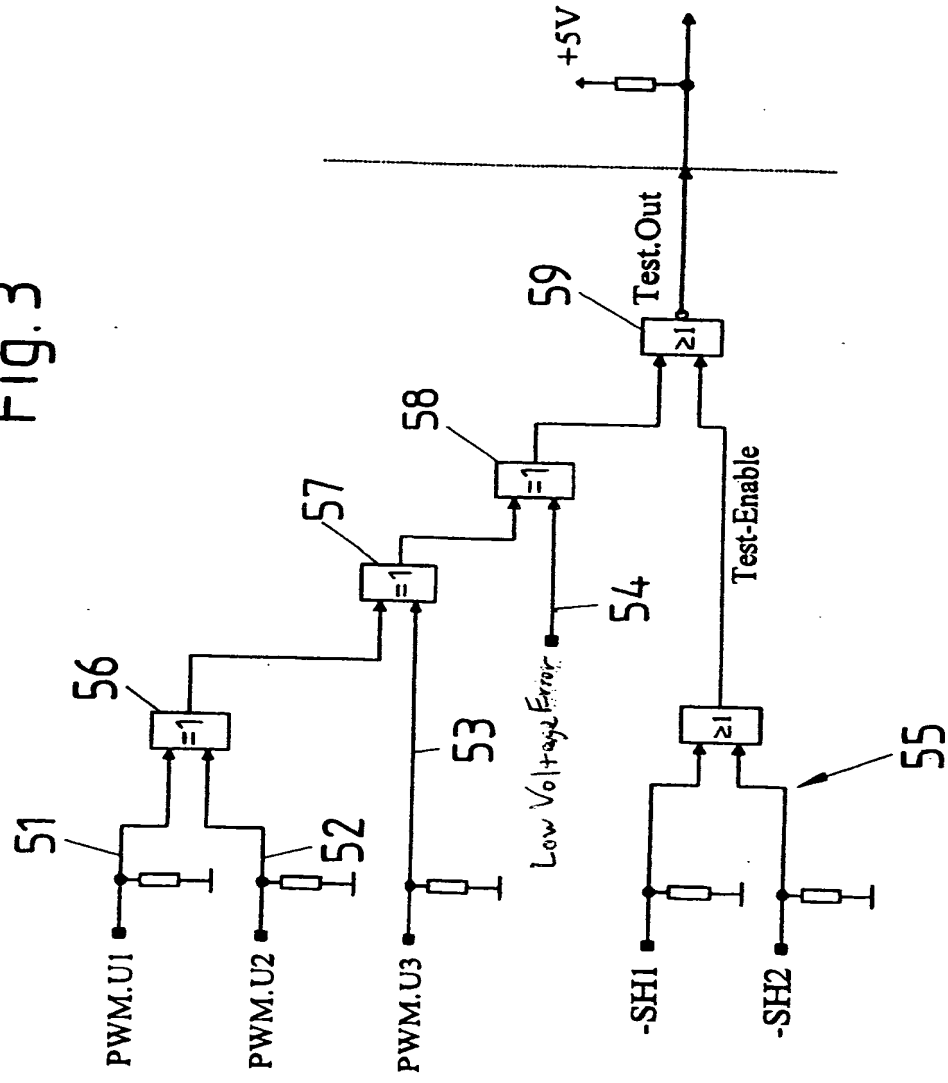 Fig. 3
PWM.U1
51
56
=1
PWM.U2
52
57
=1
PWM.U3
53
58
=1
Low Voltage Error
54
59
≥1
Test.Out
+5V
-SH1
≥1
Test-Enable
-SH2
55